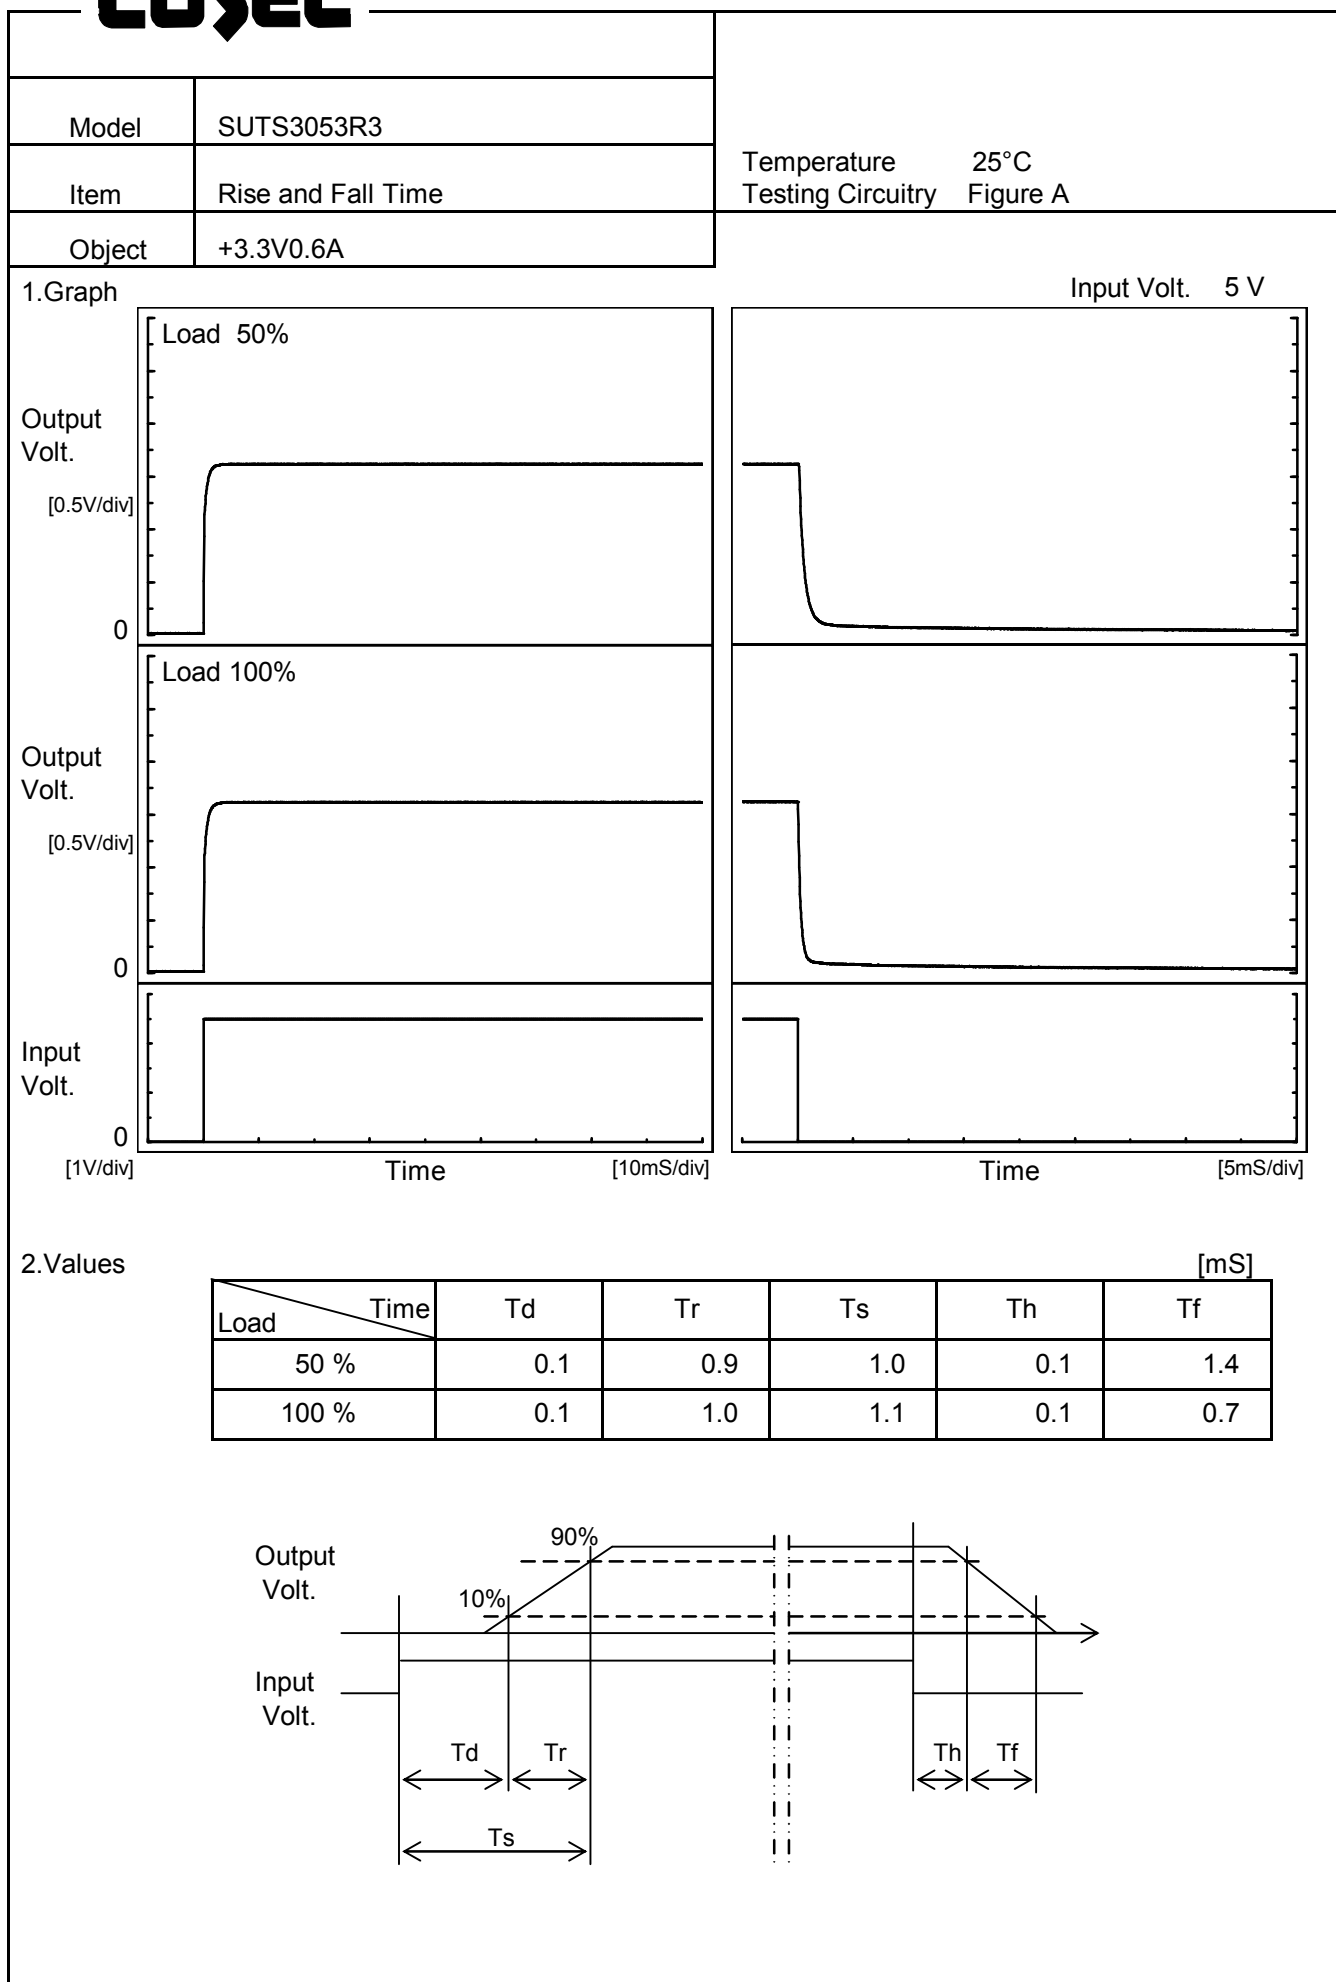 COSEL
Model SUTS3053R3
Item Rise and Fall Time
Object +3.3V0.6A
Temperature 25°C
Testing Circuitry Figure A
1.Graph
Input Volt. 5 V
Load 50%
Output
Volt.
[0.5V/div]
0
Load 100%
Output
Volt.
[0.5V/div]
0
Input
Volt.
0
[1V/div] Time [10mS/div] Time [5mS/div]
2.Values [mS]
Load Time Td Tr Ts Th Tf
50 % 0.1 0.9 1.0 0.1 1.4
100 % 0.1 1.0 1.1 0.1 0.7
90%
Output
Volt.
10%
Input
Volt.
Td Tr Th Tf
Ts